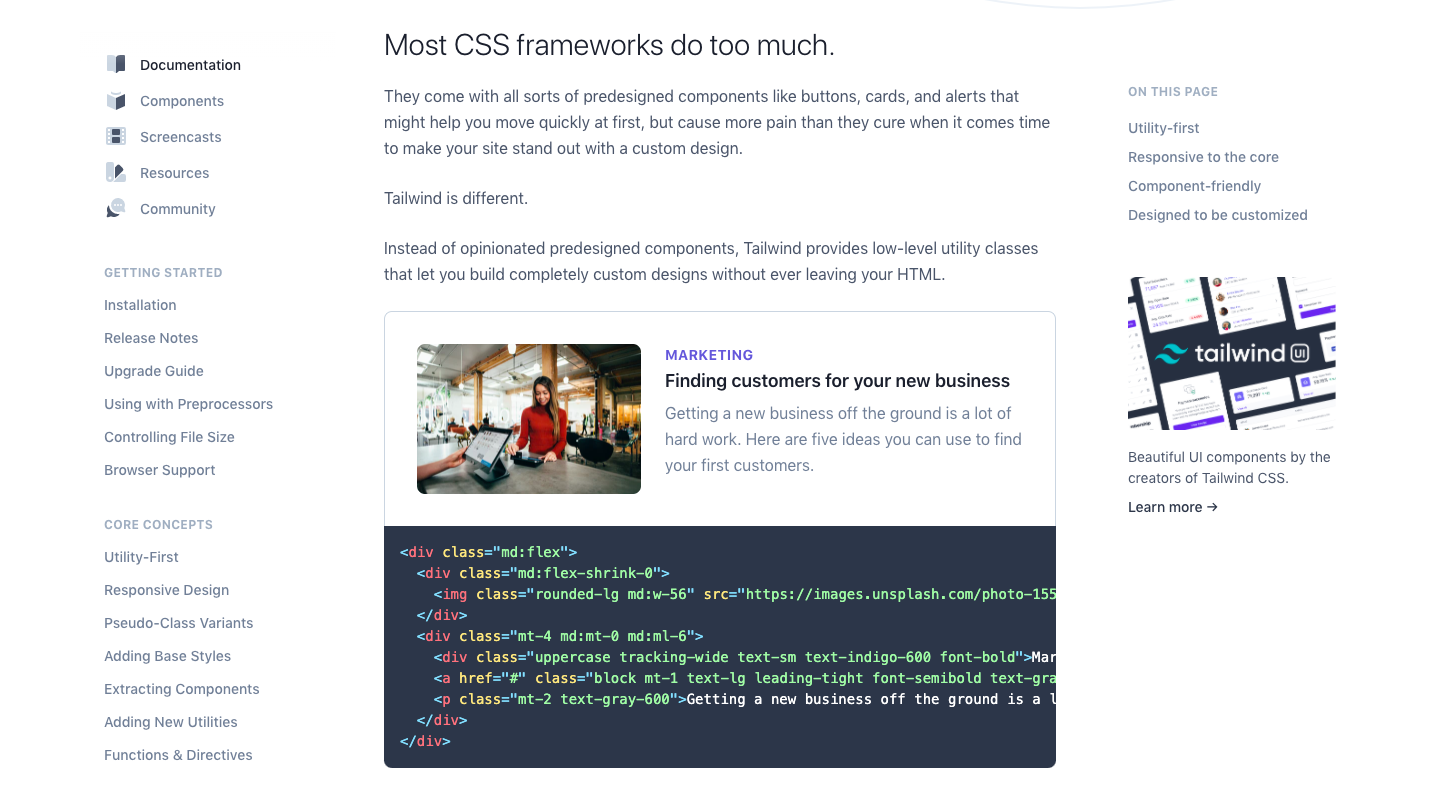 Documentation
Components
Screencasts
Resources
Community
GETTING STARTED
Installation
Release Notes
Upgrade Guide
Using with Preprocessors
Controlling File Size
Browser Support
CORE CONCEPTS
Utility-First
Responsive Design
Pseudo-Class Variants
Adding Base Styles
Extracting Components
Adding New Utilities
Functions & Directives
Most CSS frameworks do too much.
They come with all sorts of predesigned components like buttons, cards, and alerts that
might help you move quickly at first, but cause more pain than they cure when it comes time
to make your site stand out with a custom design.
Tailwind is different.
Instead of opinionated predesigned components, Tailwind provides low-level utility classes
that let you build completely custom designs without ever leaving your HTML.
MARKETING
Finding customers for your new business
Getting a new business off the ground is a lot of
hard work. Here are five ideas you can use to find
your first customers.
<div class="md:flex">
  <div class="md:flex-shrink-0">
    <img class="rounded-lg md:w-56" src="https://images.unsplash.com/photo-155
  </div>
  <div class="mt-4 md:mt-0 md:ml-6">
    <div class="uppercase tracking-wide text-sm text-indigo-600 font-bold">Mar
    <a href="#" class="block mt-1 text-lg leading-tight font-semibold text-gra
    <p class="mt-2 text-gray-600">Getting a new business off the ground is a l
  </div>
</div>
ON THIS PAGE
Utility-first
Responsive to the core
Component-friendly
Designed to be customized
tailwind UI
Beautiful UI components by the
creators of Tailwind CSS.
Learn more →